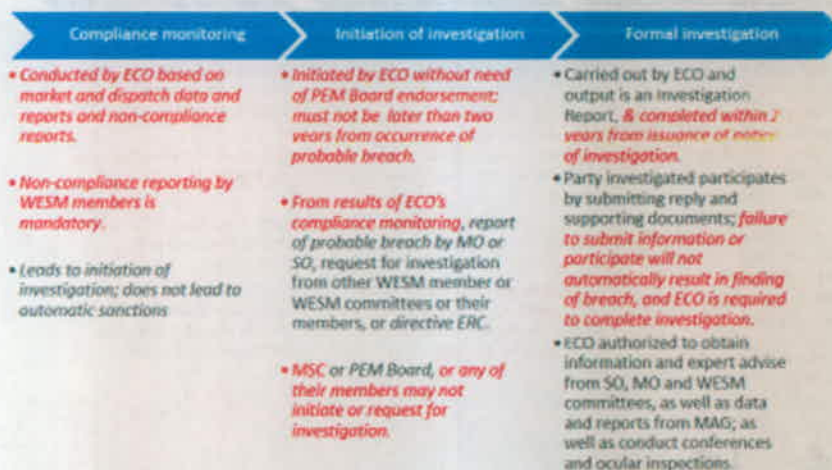 Compliance monitoring
Initiation of investigation
Formal investigation
• Conducted by ECO based on
market and dispatch data and
reports and non-compliance
reports.
• Non-compliance reporting by
WESM members is
mandatory.
• Leads to initiation of
investigation; does not lead to
automatic sanctions
• Initiated by ECO without need
of PEM Board endorsement;
must not be later than two
years from occurrence of
probable breach.
• From results of ECO's
compliance monitoring, report
of probable breach by MO or
SO, request for investigation
from other WESM member or
WESM committees or their
members, or directive ERC.
• MSC or PEM Board, or any of
their members may not
initiate or request for
investigation.
• Carried out by ECO and
output is an Investigation
Report, & completed within 2
years from issuance of notice
of investigation.
• Party investigated participates
by submitting reply and
supporting documents; failure
to submit information or
participate will not
automatically result in finding
of breach, and ECO is required
to complete investigation.
• ECO authorized to obtain
information and expert advise
from SO, MO and WESM
committees, as well as data
and reports from MAG; as
well as conduct conferences
and ocular inspections.